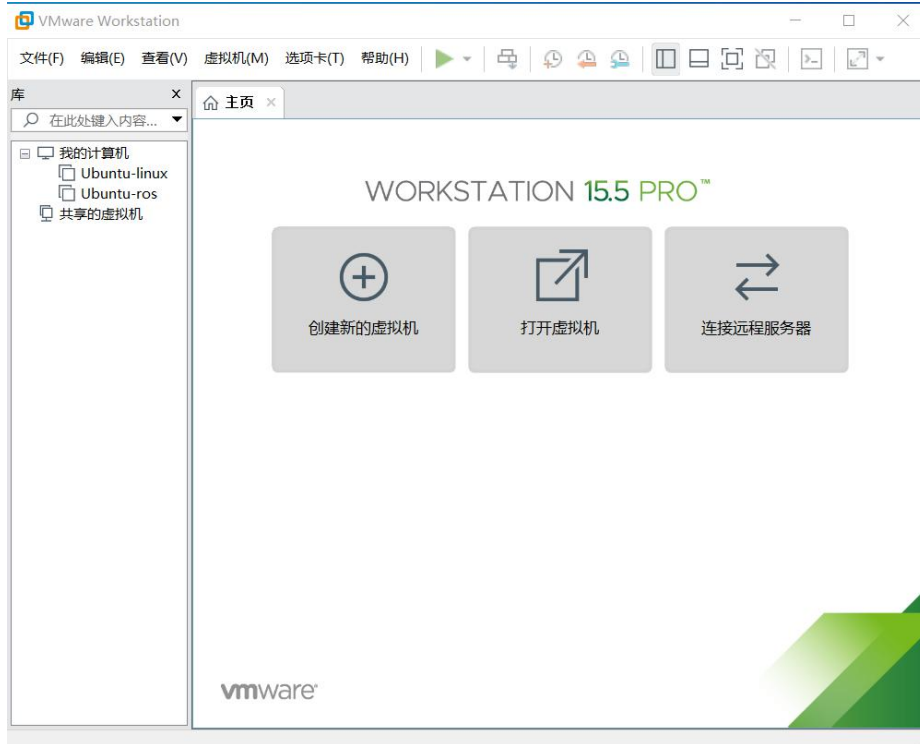 VMware Workstation
文件(F) 编辑(E) 查看(V) 虚拟机(M) 选项卡(T) 帮助(H)
库
在此处键入内容...
我的计算机
Ubuntu-linux
Ubuntu-ros
共享的虚拟机
主页
WORKSTATION 15.5 PRO™
创建新的虚拟机
打开虚拟机
连接远程服务器
vmware